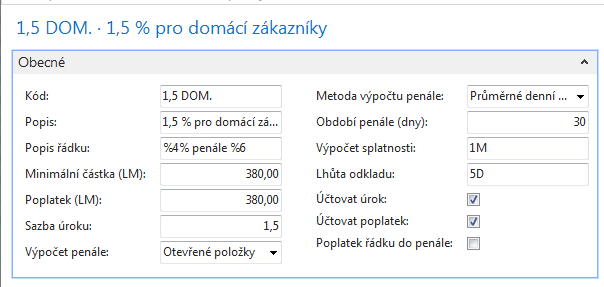 1,5 DOM. · 1,5 % pro domácí zákazníky
Obecné
Kód: 1,5 DOM.
Popis: 1,5 % pro domácí zá...
Popis řádku: %4% penále %6
Minimální částka (LM): 380,00
Poplatek (LM): 380,00
Sazba úroku: 1,5
Výpočet penále: Otevřené položky
Metoda výpočtu penále: Průměrné denní ...
Období penále (dny): 30
Výpočet splatnosti: 1M
Lhůta odkladu: 5D
Účtovat úrok:
Účtovat poplatek:
Poplatek řádku do penále: